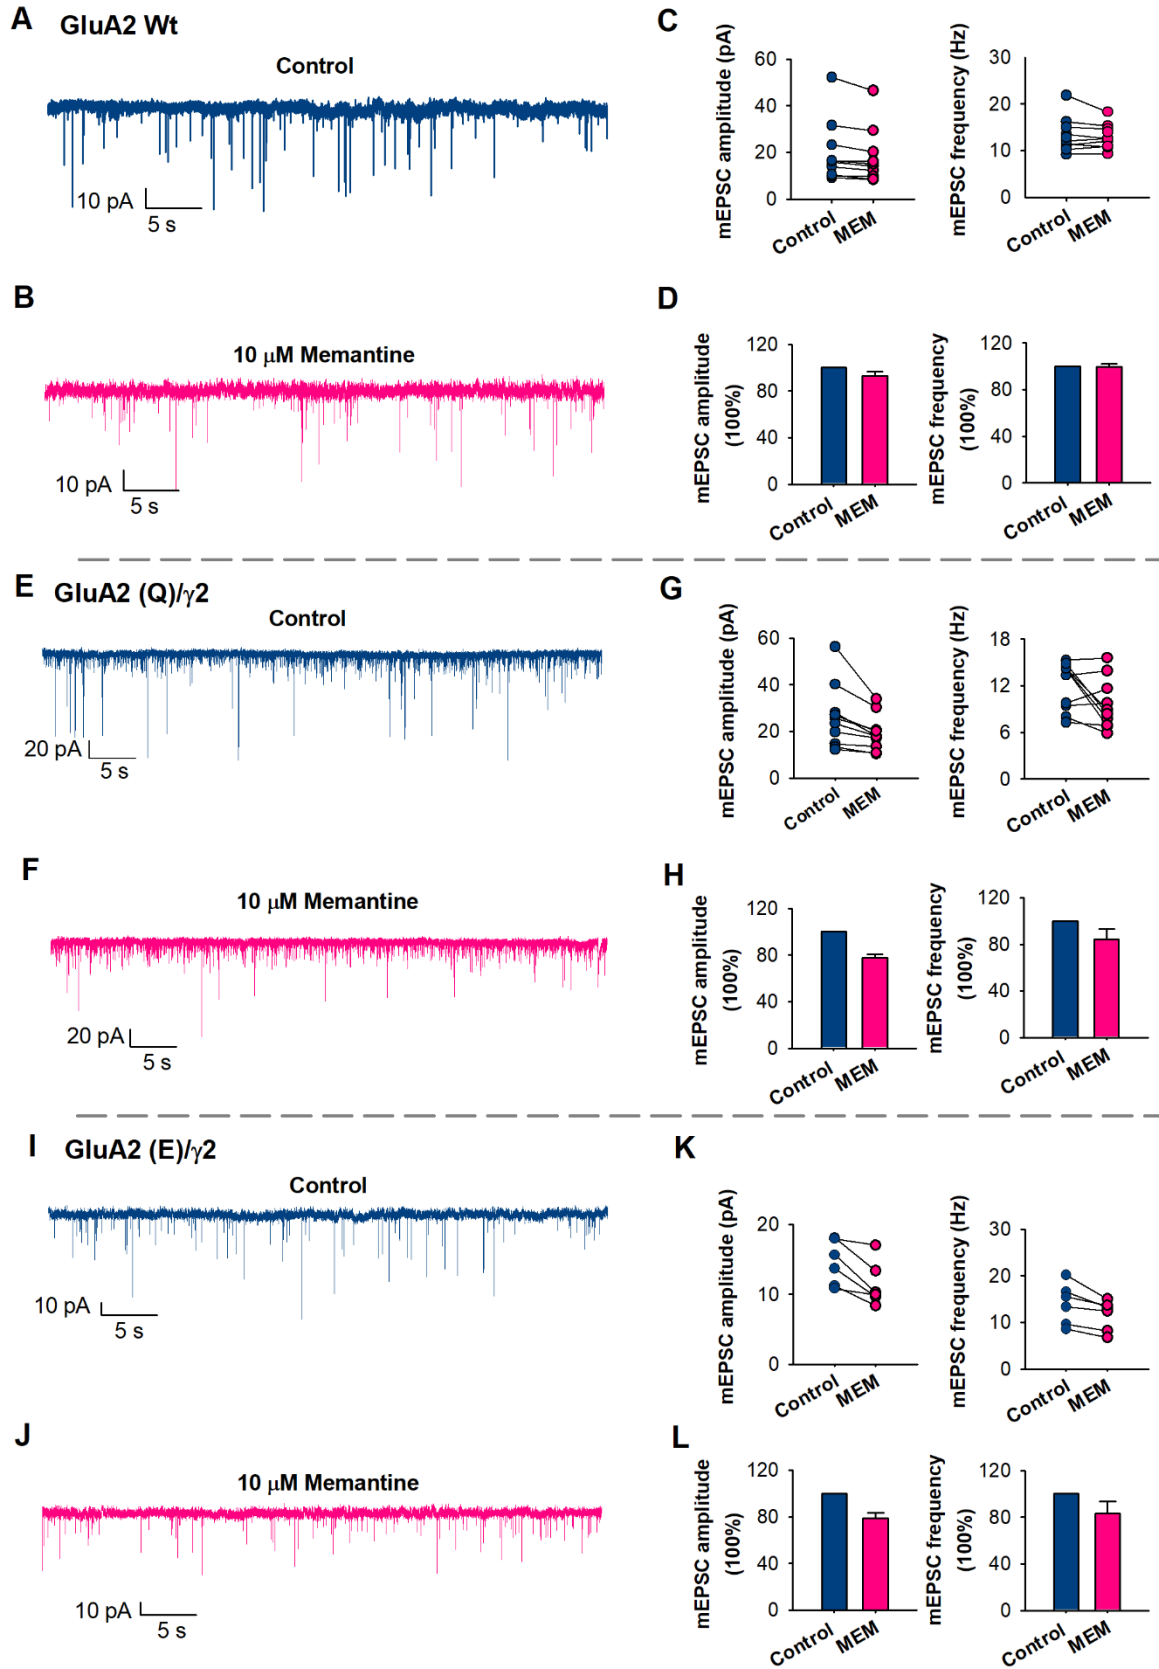 A GluA2 Wt
Control
10 pA
5 s
B
10 μM Memantine
10 pA
5 s
C
mEPSC amplitude (pA)
60
40
20
0
Control
MEM
mEPSC frequency (Hz)
30
20
10
0
Control
MEM
D
mEPSC amplitude
(100%)
120
80
40
0
Control
MEM
mEPSC frequency
(100%)
120
80
40
0
Control
MEM
E GluA2 (Q)/γ2
Control
20 pA
5 s
F
10 μM Memantine
20 pA
5 s
G
mEPSC amplitude (pA)
60
40
20
0
Control
MEM
mEPSC frequency (Hz)
18
12
6
0
Control
MEM
H
mEPSC amplitude
(100%)
120
80
40
0
Control
MEM
mEPSC frequency
(100%)
120
80
40
0
Control
MEM
I GluA2 (E)/γ2
Control
10 pA
5 s
J
10 μM Memantine
10 pA
5 s
K
mEPSC amplitude (pA)
20
10
0
Control
MEM
mEPSC frequency (Hz)
30
20
10
0
Control
MEM
L
mEPSC amplitude
(100%)
120
80
40
0
Control
MEM
mEPSC frequency
(100%)
120
80
40
0
Control
MEM